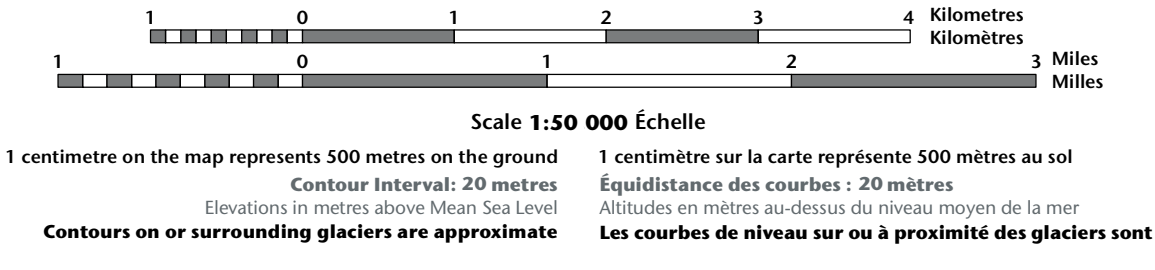 1 0 1 2 3 4 Kilometres
Kilomètres
1 0 1 2 3 Miles
Milles
Scale 1:50 000 Échelle
1 centimetre on the map represents 500 metres on the ground
Contour Interval: 20 metres
Elevations in metres above Mean Sea Level
Contours on or surrounding glaciers are approximate
1 centimètre sur la carte représente 500 mètres au sol
Équidistance des courbes : 20 mètres
Altitudes en mètres au-dessus du niveau moyen de la mer
Les courbes de niveau sur ou à proximité des glaciers sont